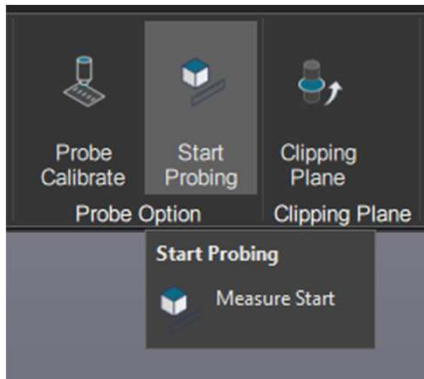 Probe
Calibrate
Start
Probing
Clipping
Plane
Probe Option
Clipping Plane
Start Probing
Measure Start